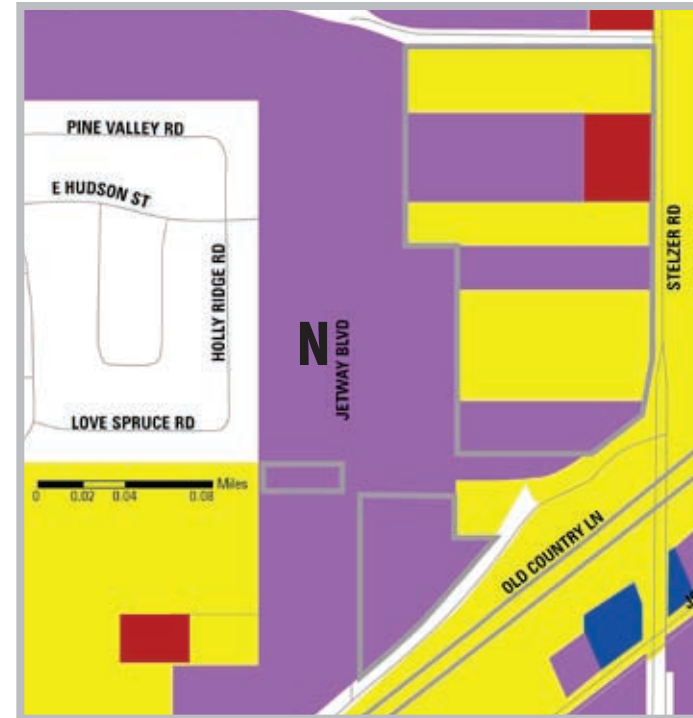 PINE VALLEY RD
E HUDSON ST
HOLLY RIDGE RD
STELZER RD
N
JETWAY BLVD
LOVE SPRUCE RD
Miles
0 0.02 0.04 0.08
OLD COUNTRY LN